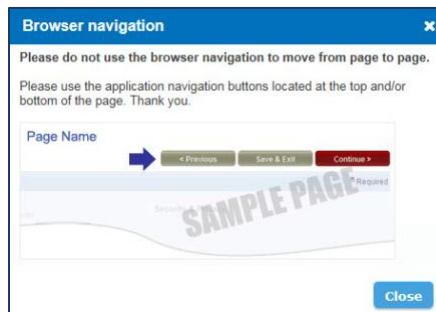 Browser navigation
Please do not use the browser navigation to move from page to page.
Please use the application navigation buttons located at the top and/or
bottom of the page. Thank you.
Page Name
< Previous
Save & Exit
Continue >
* Required
SAMPLE PAGE
Close